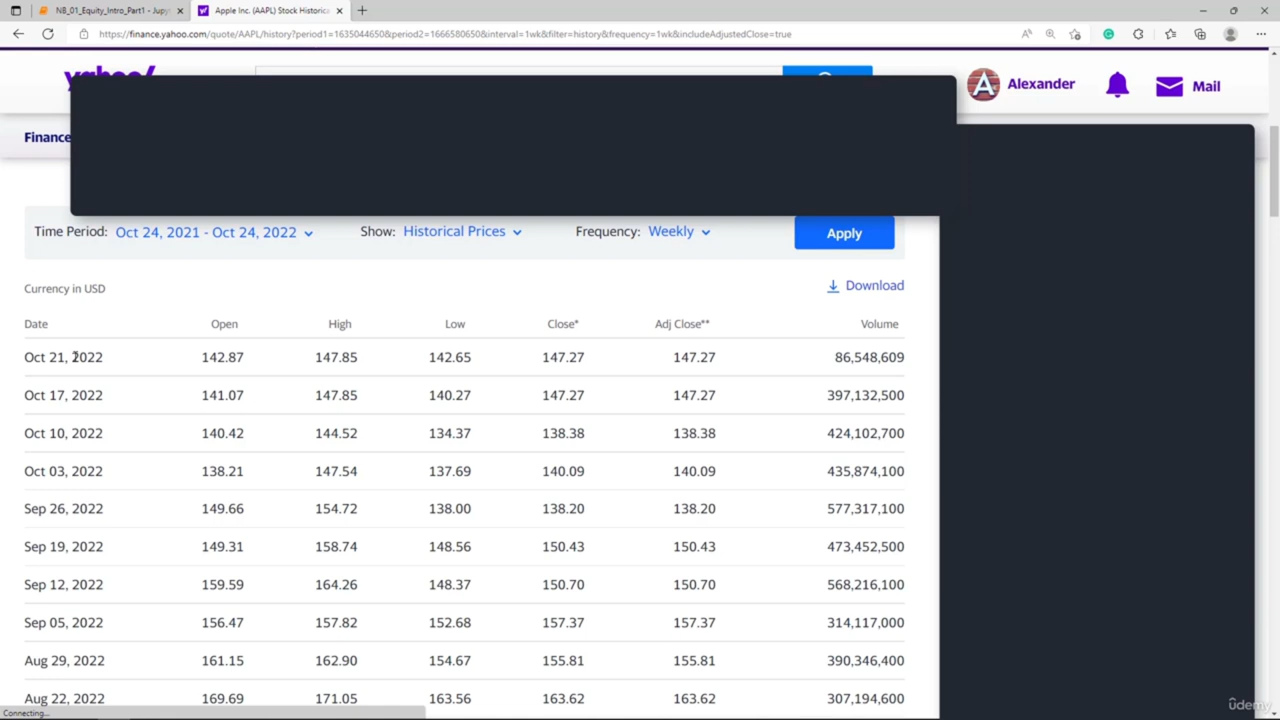 NB_01_Equity_Intro_Part1 - Jupyt
Apple Inc. (AAPL) Stock Historica
https://finance.yahoo.com/quote/AAPL/history?period1=1635044650&period2=1666580650&interval=1wk&filter=history&frequency=1wk&includeAdjustedClose=true
yahoo!
Alexander
Mail
Finance
Time Period: Oct 24, 2021 - Oct 24, 2022 Show: Historical Prices Frequency: Weekly Apply
Currency in USD Download
Date Open High Low Close* Adj Close** Volume
Oct 21, 2022 142.87 147.85 142.65 147.27 147.27 86,548,609
Oct 17, 2022 141.07 147.85 140.27 147.27 147.27 397,132,500
Oct 10, 2022 140.42 144.52 134.37 138.38 138.38 424,102,700
Oct 03, 2022 138.21 147.54 137.69 140.09 140.09 435,874,100
Sep 26, 2022 149.66 154.72 138.00 138.20 138.20 577,317,100
Sep 19, 2022 149.31 158.74 148.56 150.43 150.43 473,452,500
Sep 12, 2022 159.59 164.26 148.37 150.70 150.70 568,216,100
Sep 05, 2022 156.47 157.82 152.68 157.37 157.37 314,117,000
Aug 29, 2022 161.15 162.90 154.67 155.81 155.81 390,346,400
Aug 22, 2022 169.69 171.05 163.56 163.62 163.62 307,194,600
Connecting...
udemy